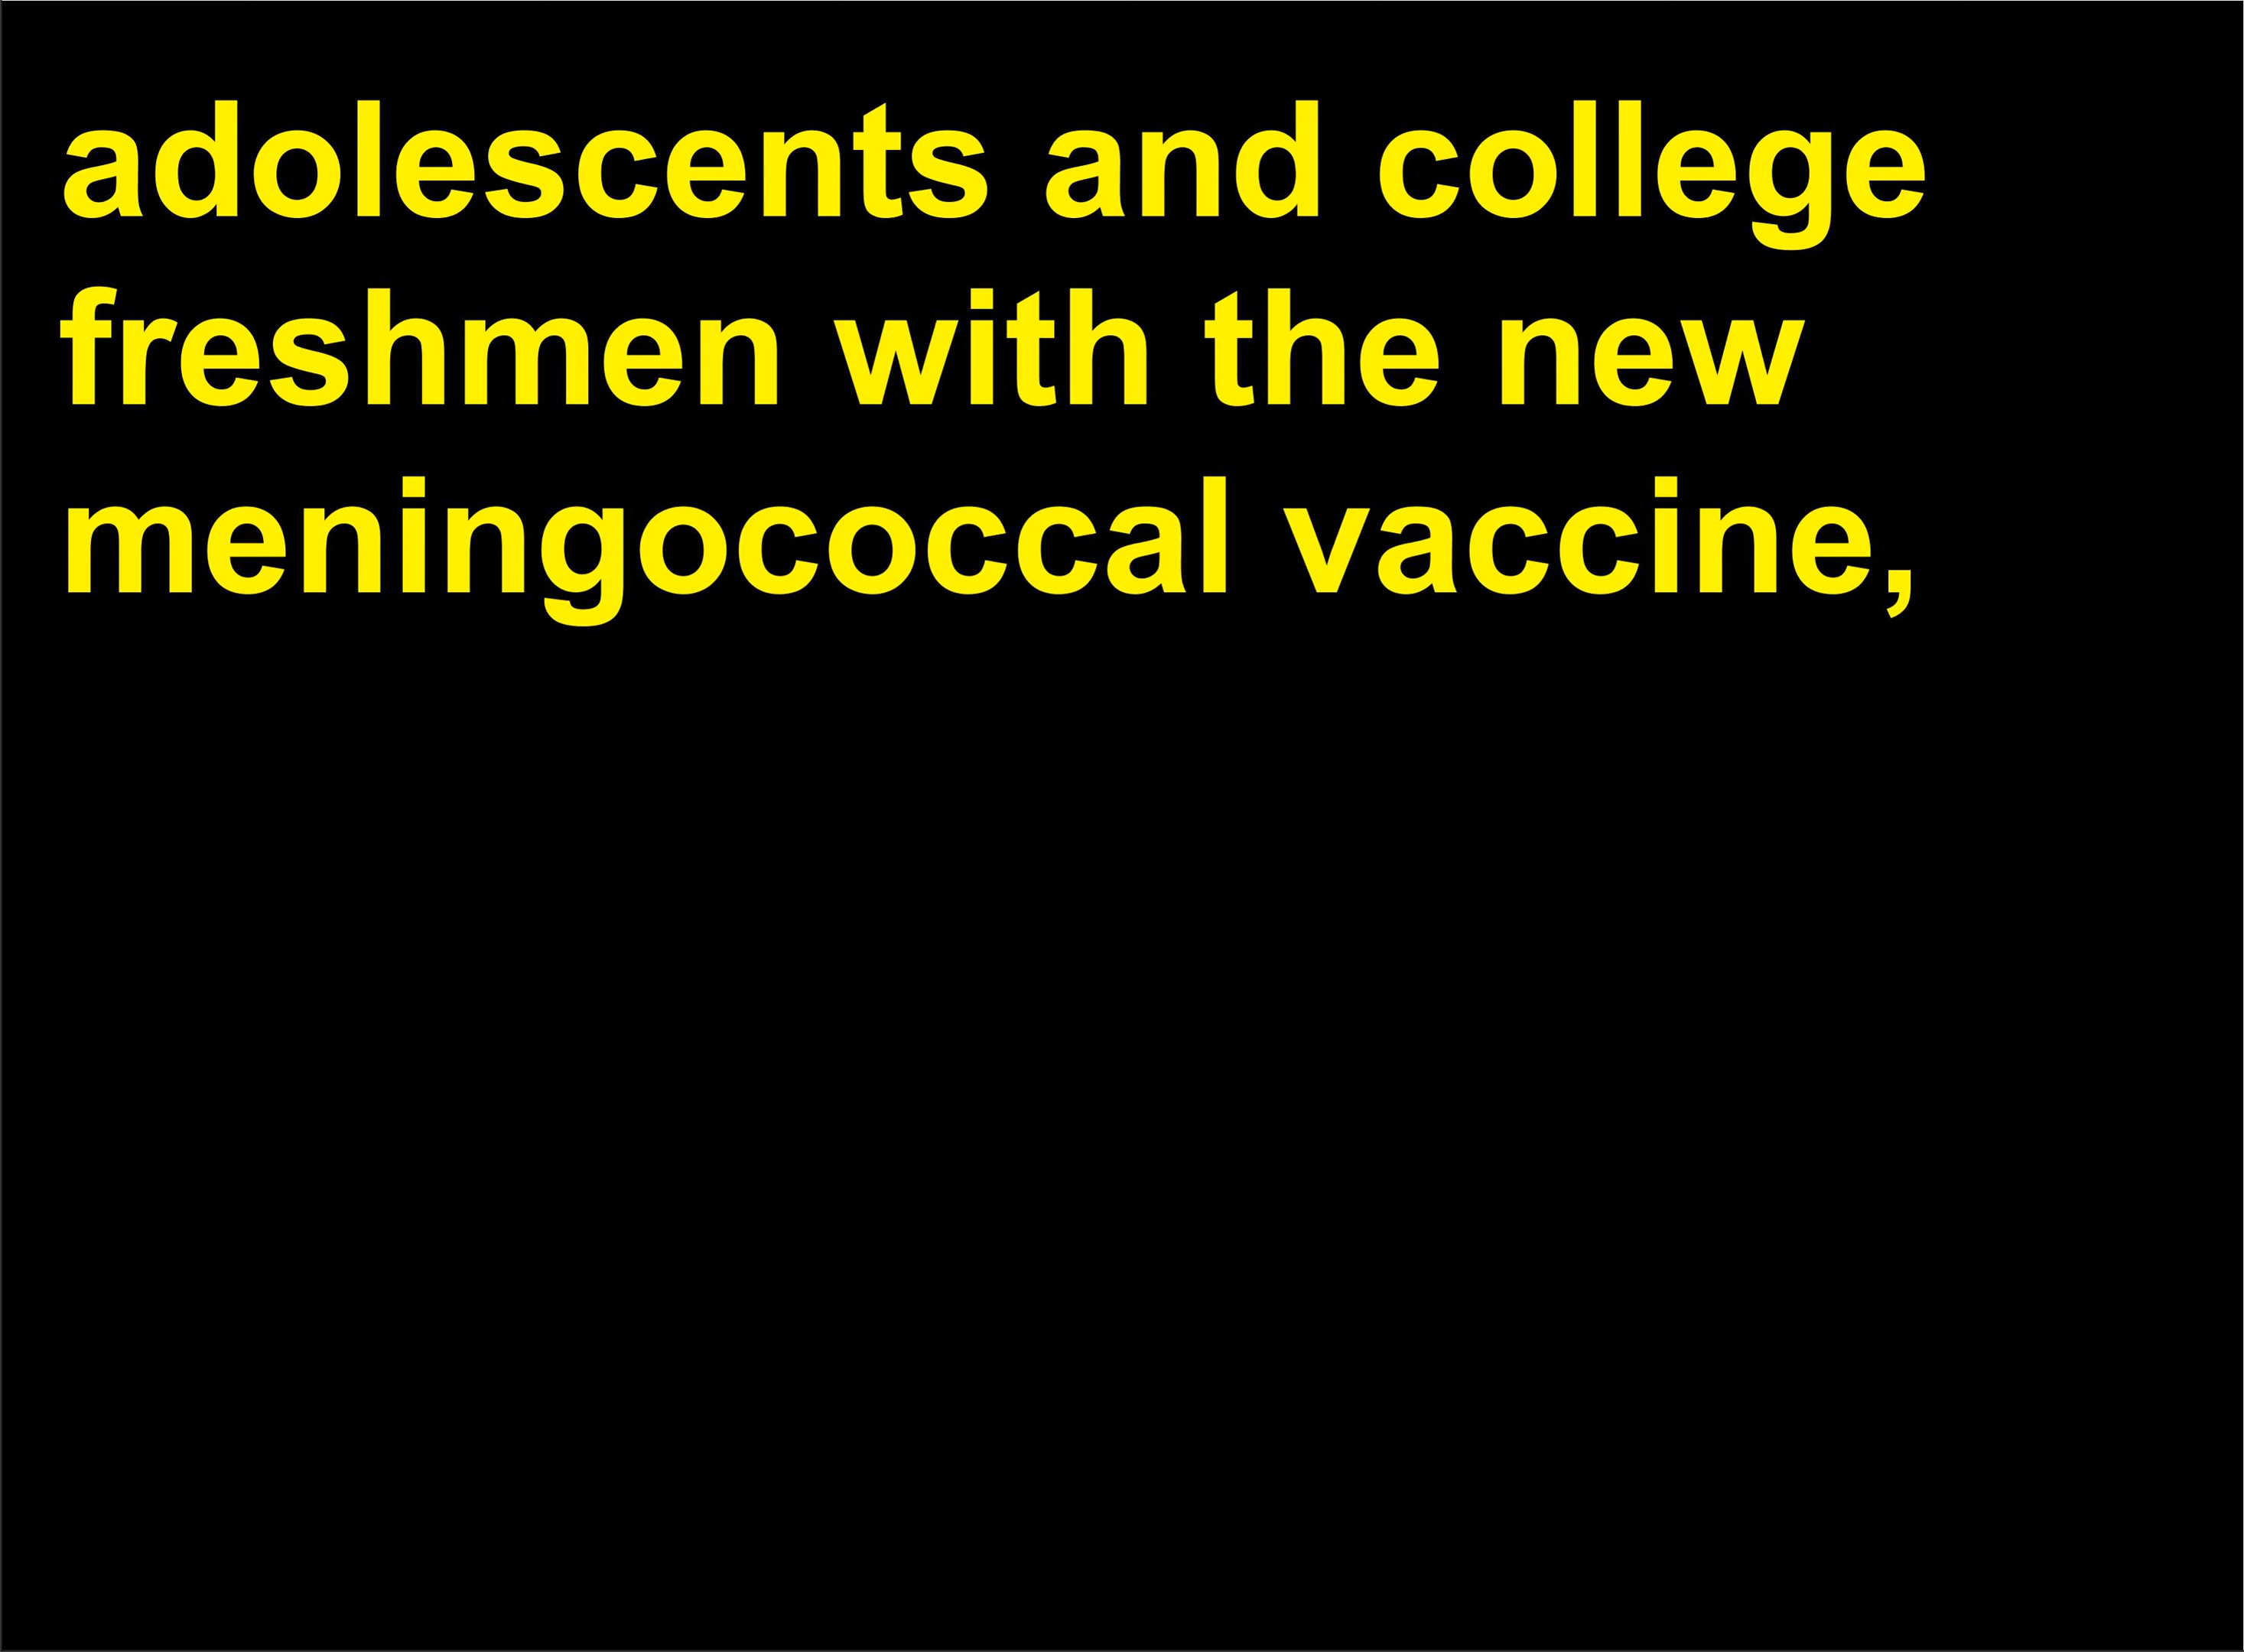 adolescents and college
freshmen with the new
meningococcal vaccine,